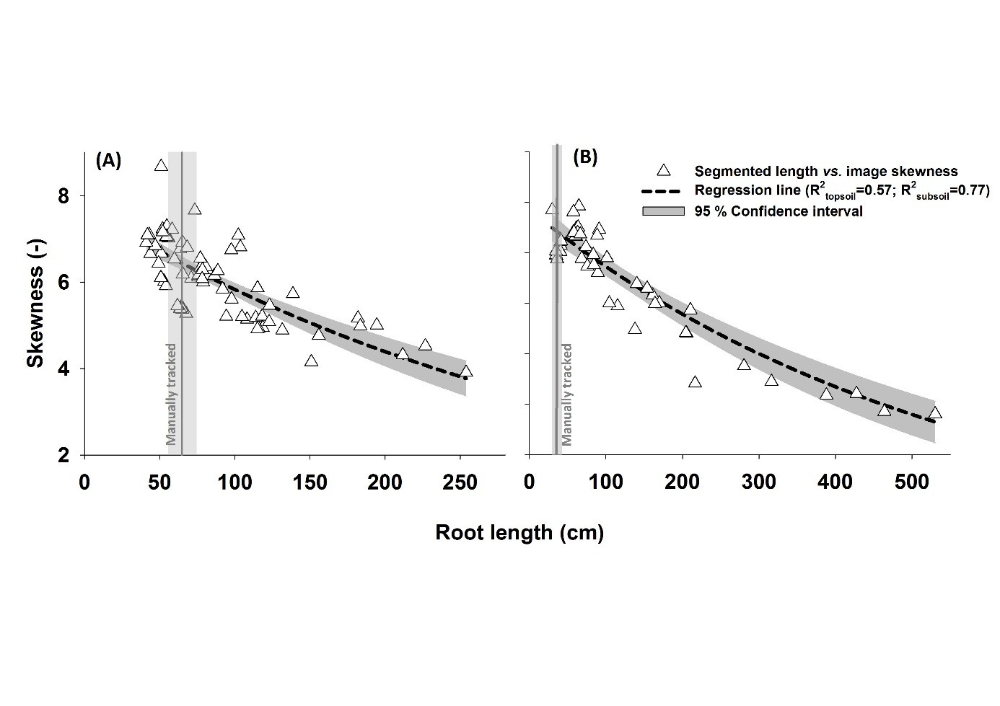 (A)
(B)
Segmented length vs. image skewness
Regression line (R²topsoil=0.57; R²subsoil=0.77)
95 % Confidence interval
Skewness (-)
8
6
4
2
Manually tracked
Manually tracked
0 50 100 150 200 250
0 100 200 300 400 500
Root length (cm)